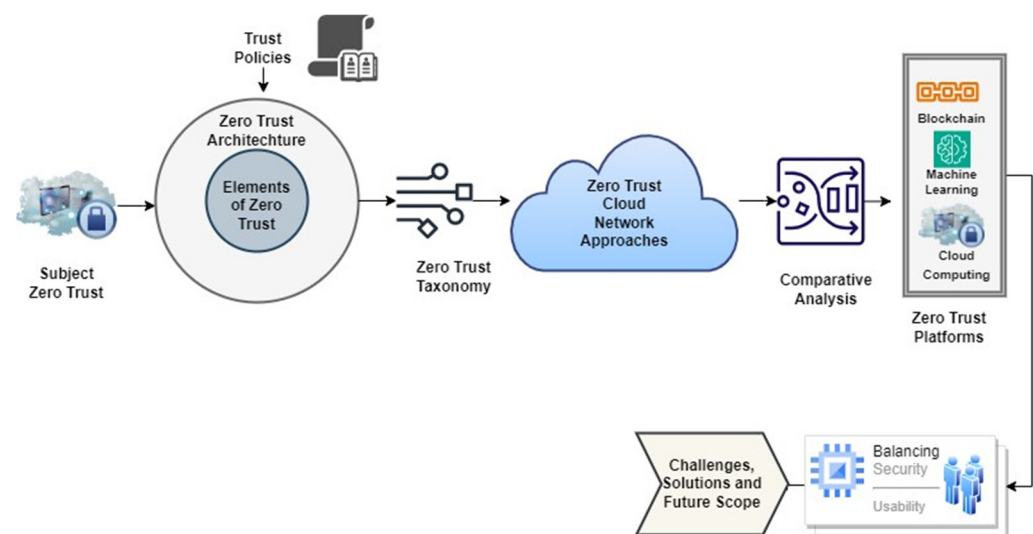 Trust
Policies
Zero Trust
Architechture
Elements
of Zero
Trust
Subject
Zero Trust
Zero Trust
Taxonomy
Zero Trust
Cloud
Network
Approaches
Comparative
Analysis
Blockchain
Machine
Learning
Cloud
Computing
Zero Trust
Platforms
Balancing
Security
Usability
Challenges,
Solutions and
Future Scope